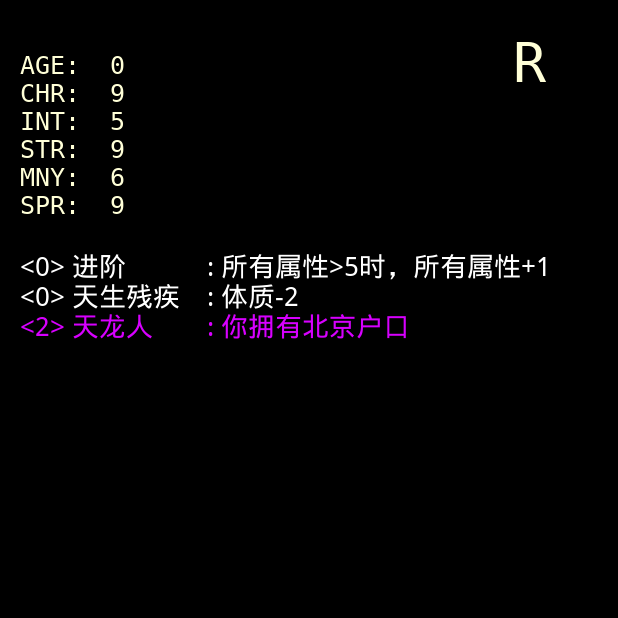 R
AGE: 0
CHR: 9
INT: 5
STR: 9
MNY: 6
SPR: 9
<0> 进阶 : 所有属性>5时，所有属性+1
<0> 天生残疾 : 体质-2
<2> 天龙人 : 你拥有北京户口